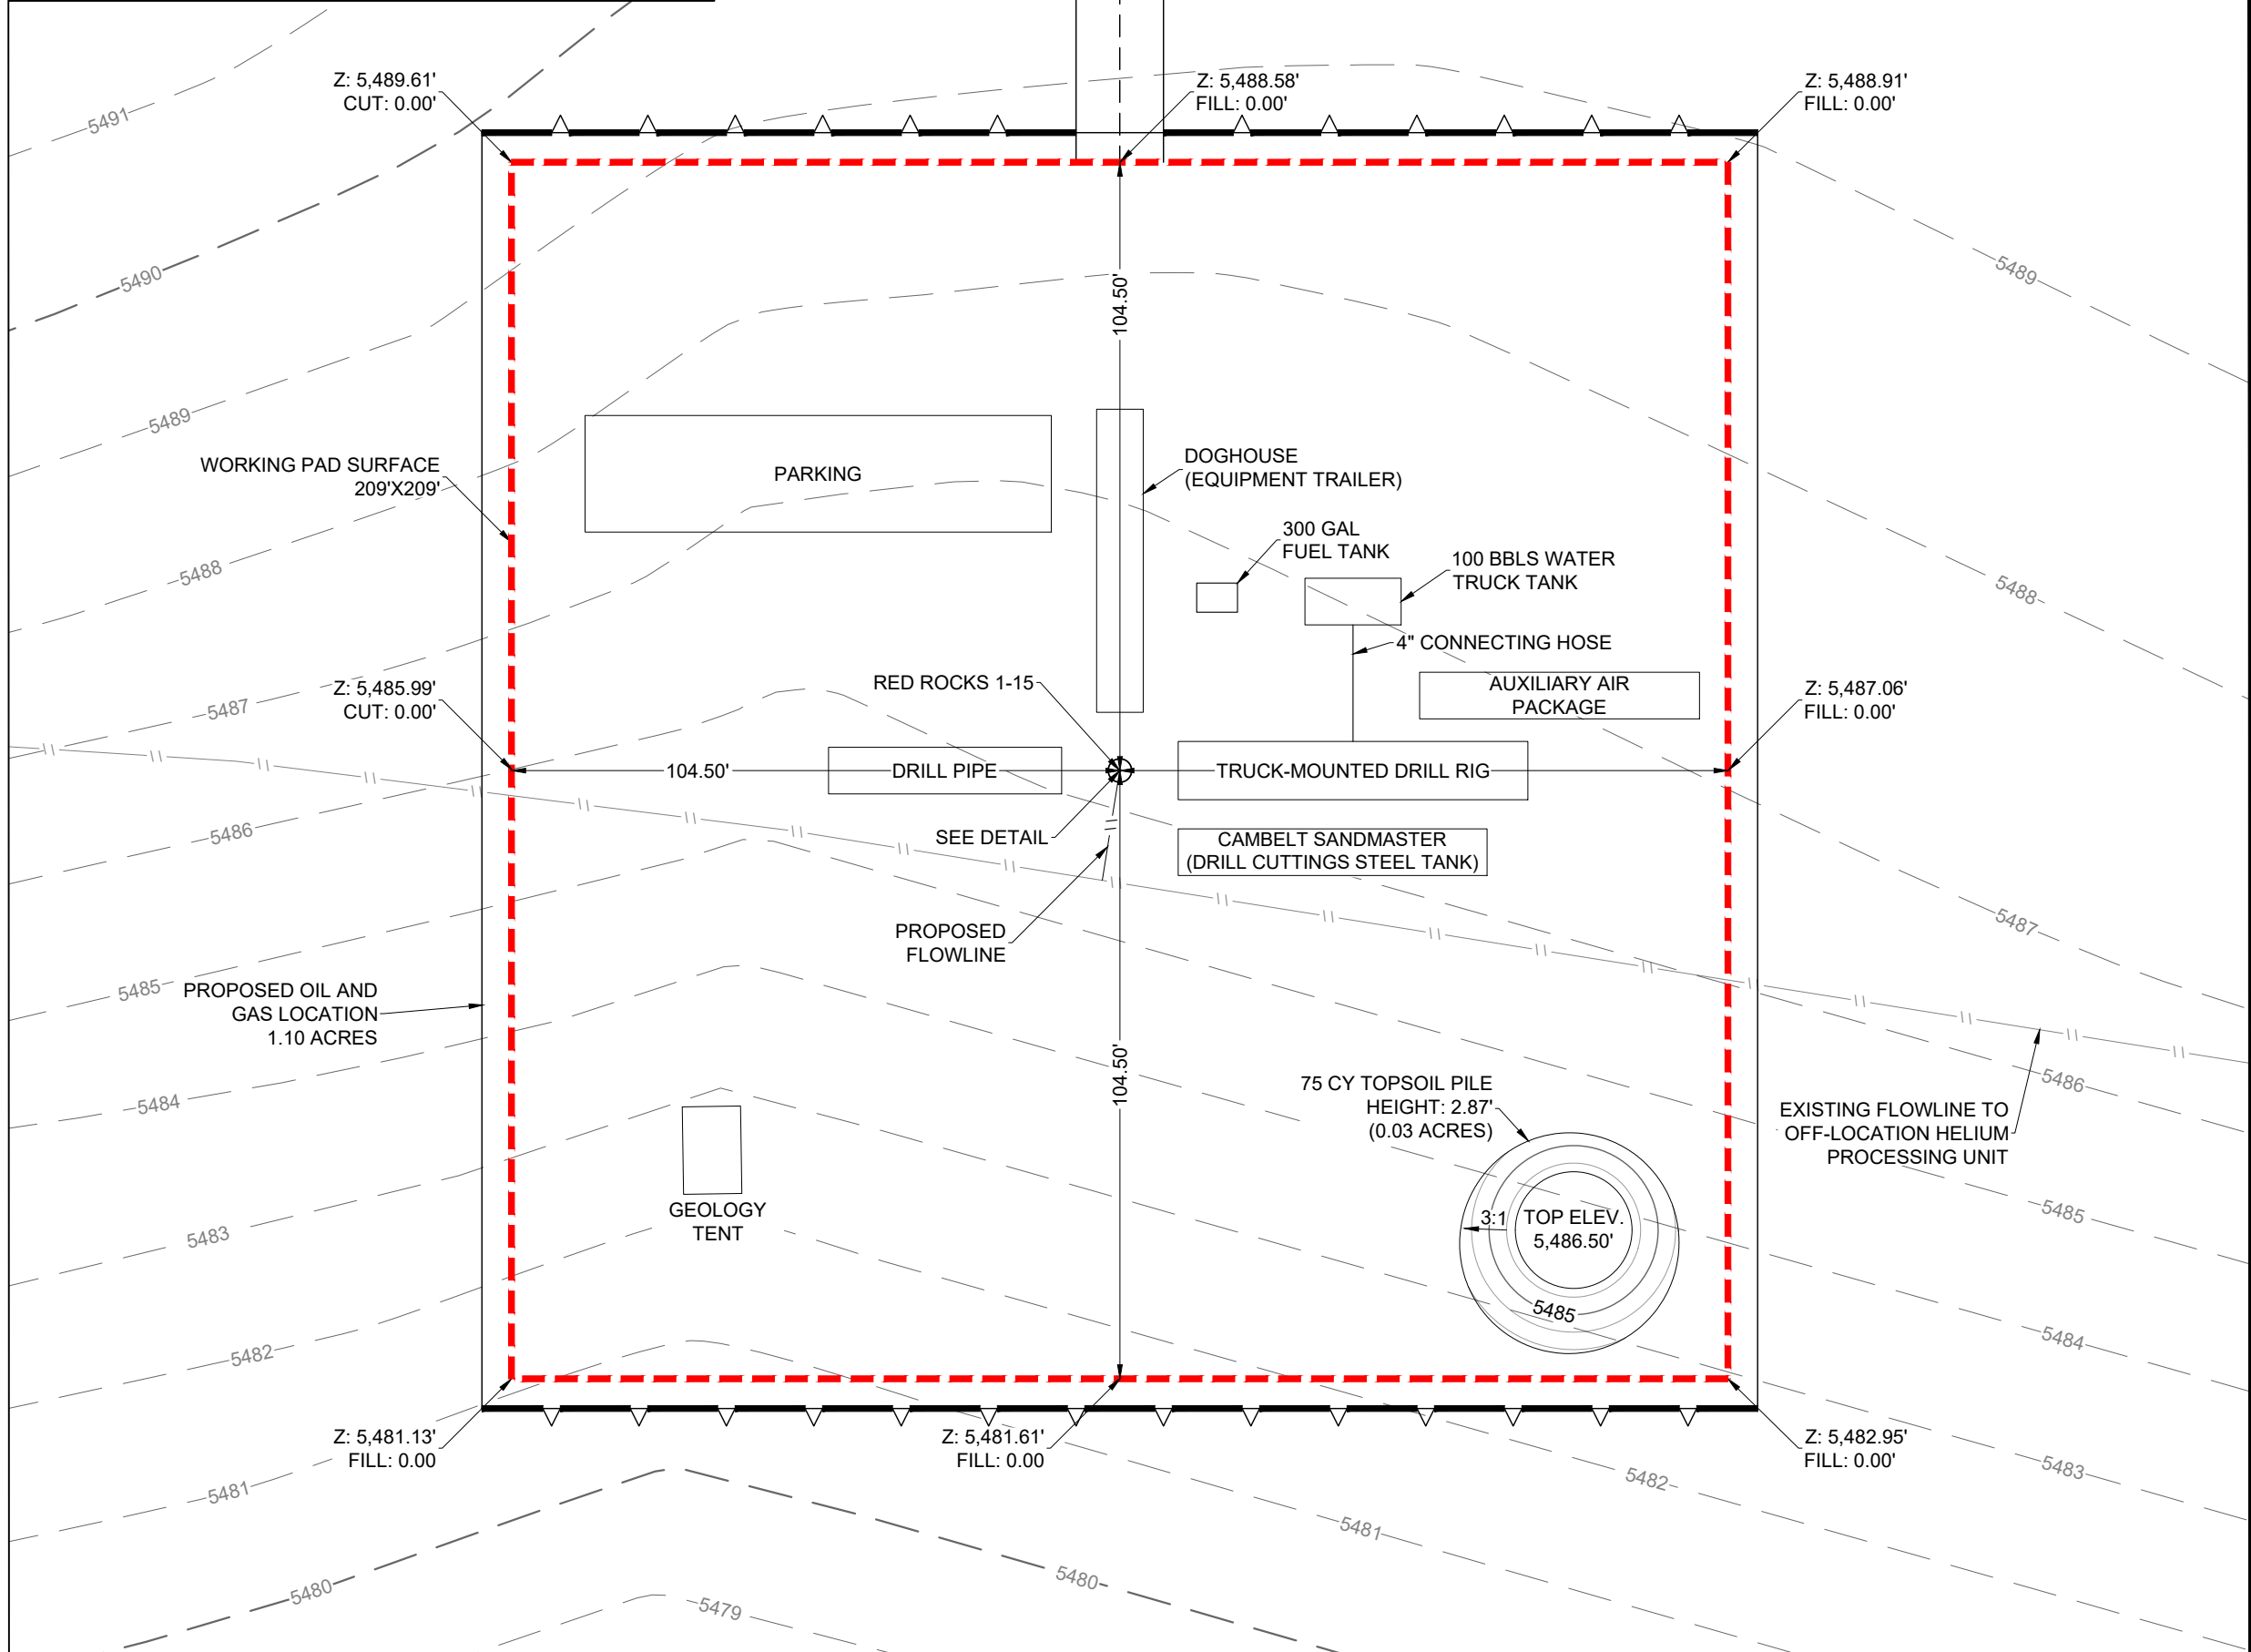 Z: 5,489.61'
CUT: 0.00'
Z: 5,488.58'
FILL: 0.00'
Z: 5,488.91'
FILL: 0.00'
5491
5490
5489
5489
104.50'
WORKING PAD SURFACE
209'X209'
PARKING
DOGHOUSE
(EQUIPMENT TRAILER)
300 GAL
FUEL TANK
100 BBLS WATER
TRUCK TANK
5488
5488
4" CONNECTING HOSE
RED ROCKS 1-15
AUXILIARY AIR
PACKAGE
Z: 5,485.99'
CUT: 0.00'
Z: 5,487.06'
FILL: 0.00'
5487
104.50'
DRILL PIPE
TRUCK-MOUNTED DRILL RIG
5486
SEE DETAIL
CAMBELT SANDMASTER
(DRILL CUTTINGS STEEL TANK)
PROPOSED
FLOWLINE
5487
5485
PROPOSED OIL AND
GAS LOCATION
1.10 ACRES
104.50'
75 CY TOPSOIL PILE
HEIGHT: 2.87'
(0.03 ACRES)
5486
5484
EXISTING FLOWLINE TO
OFF-LOCATION HELIUM
PROCESSING UNIT
GEOLOGY
TENT
3:1
TOP ELEV.
5,486.50'
5485
5485
5483
5484
5482
Z: 5,481.13'
FILL: 0.00
Z: 5,481.61'
FILL: 0.00
Z: 5,482.95'
FILL: 0.00'
5483
5482
5481
5481
5480
5480
5479